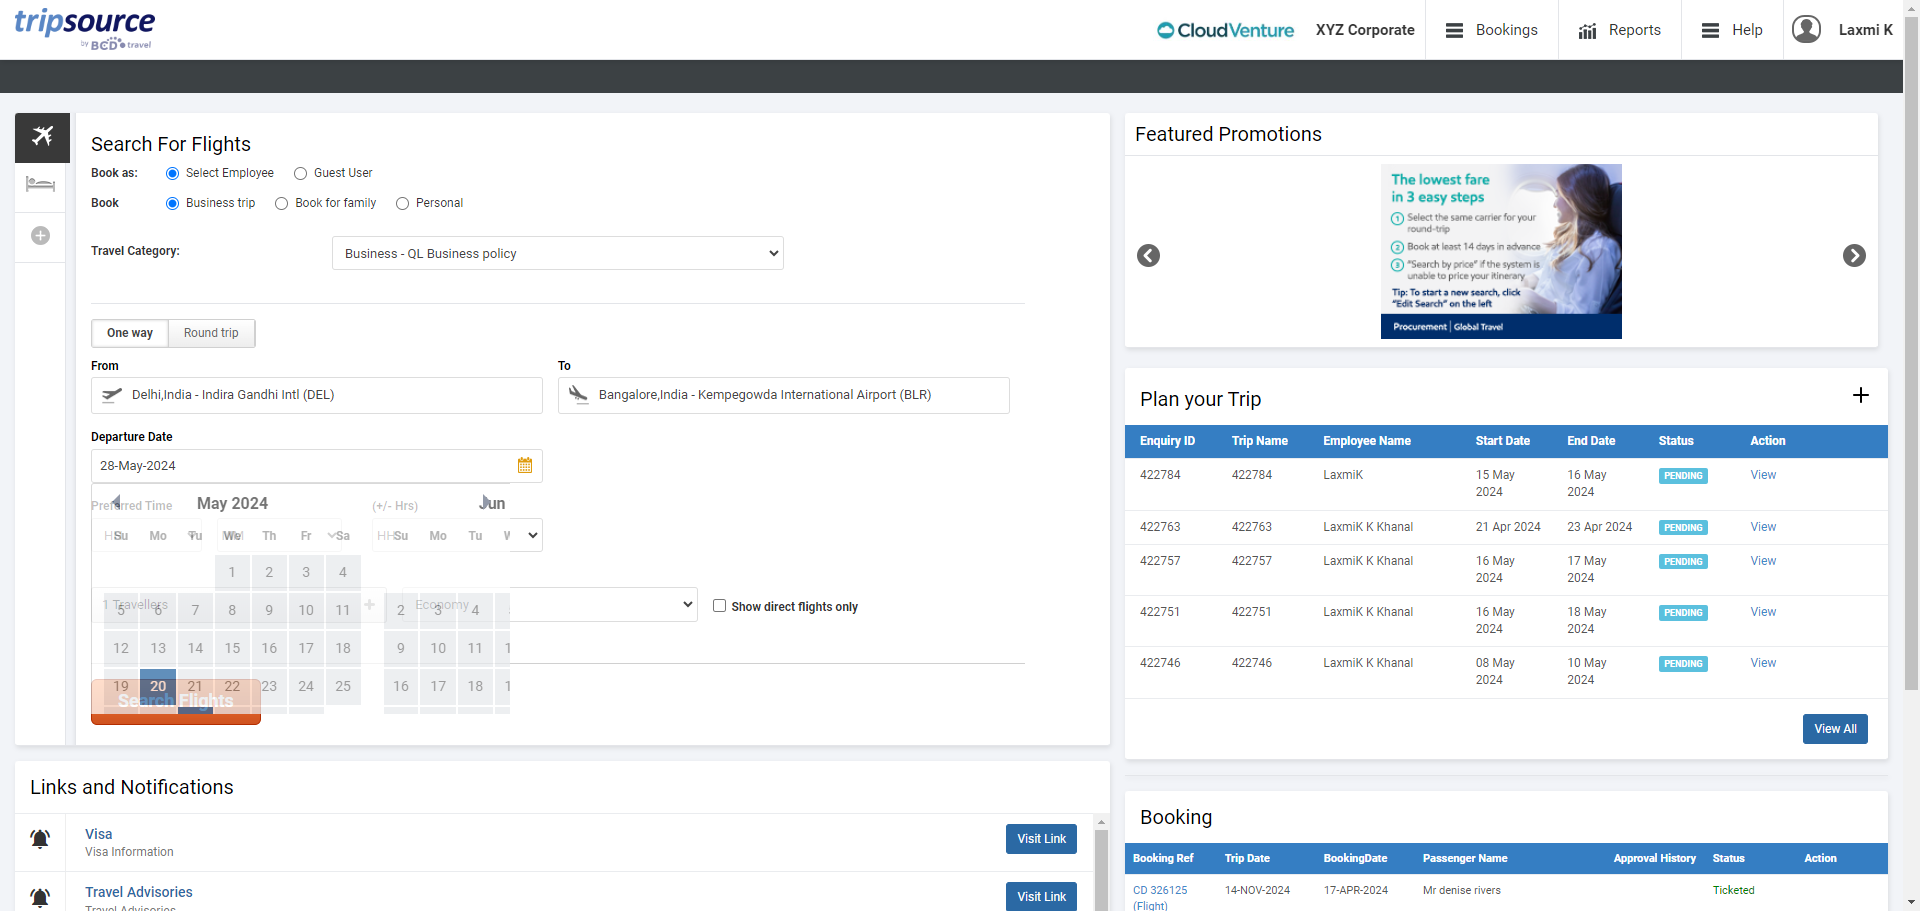 tripsource
by BCD travel
CloudVenture
XYZ Corporate
Bookings
Reports
Help
Laxmi K
Search For Flights
Book as:
Select Employee
Guest User
Book
Business trip
Book for family
Personal
Travel Category:
Business - QL Business policy
One way
Round trip
From
To
Delhi,India - Indira Gandhi Intl (DEL)
Bangalore,India - Kempegowda International Airport (BLR)
Departure Date
28-May-2024
Preferred Time
May 2024
(+/- Hrs)
Jun
Su Mo Tu We Th Fr Sa
HH
Su Mo Tu
1 2 3 4
1 Travellers
Economy
Show direct flights only
5 6 7 8 9 10 11
2 3 4
12 13 14 15 16 17 18
9 10 11
19 20 21 22 23 24 25
16 17 18
Search Flights
Links and Notifications
Visa
Visa Information
Visit Link
Travel Advisories
Travel Advisories
Visit Link
Featured Promotions
The lowest fare
in 3 easy steps
1 Select the same carrier for your
round-trip
2 Book at least 14 days in advance
3 "Search by price" if the system is
unable to price your itinerary
Tip: To start a new search, click
"Edit Search" on the left
Procurement | Global Travel
Plan your Trip
Enquiry ID Trip Name Employee Name Start Date End Date Status Action
422784 422784 LaxmiK 15 May 2024 16 May 2024 PENDING View
422763 422763 LaxmiK K Khanal 21 Apr 2024 23 Apr 2024 PENDING View
422757 422757 LaxmiK K Khanal 16 May 2024 17 May 2024 PENDING View
422751 422751 LaxmiK K Khanal 16 May 2024 18 May 2024 PENDING View
422746 422746 LaxmiK K Khanal 08 May 2024 10 May 2024 PENDING View
View All
Booking
Booking Ref Trip Date BookingDate Passenger Name Approval History Status Action
CD 326125 14-NOV-2024 17-APR-2024 Mr denise rivers Ticketed
(Flight)